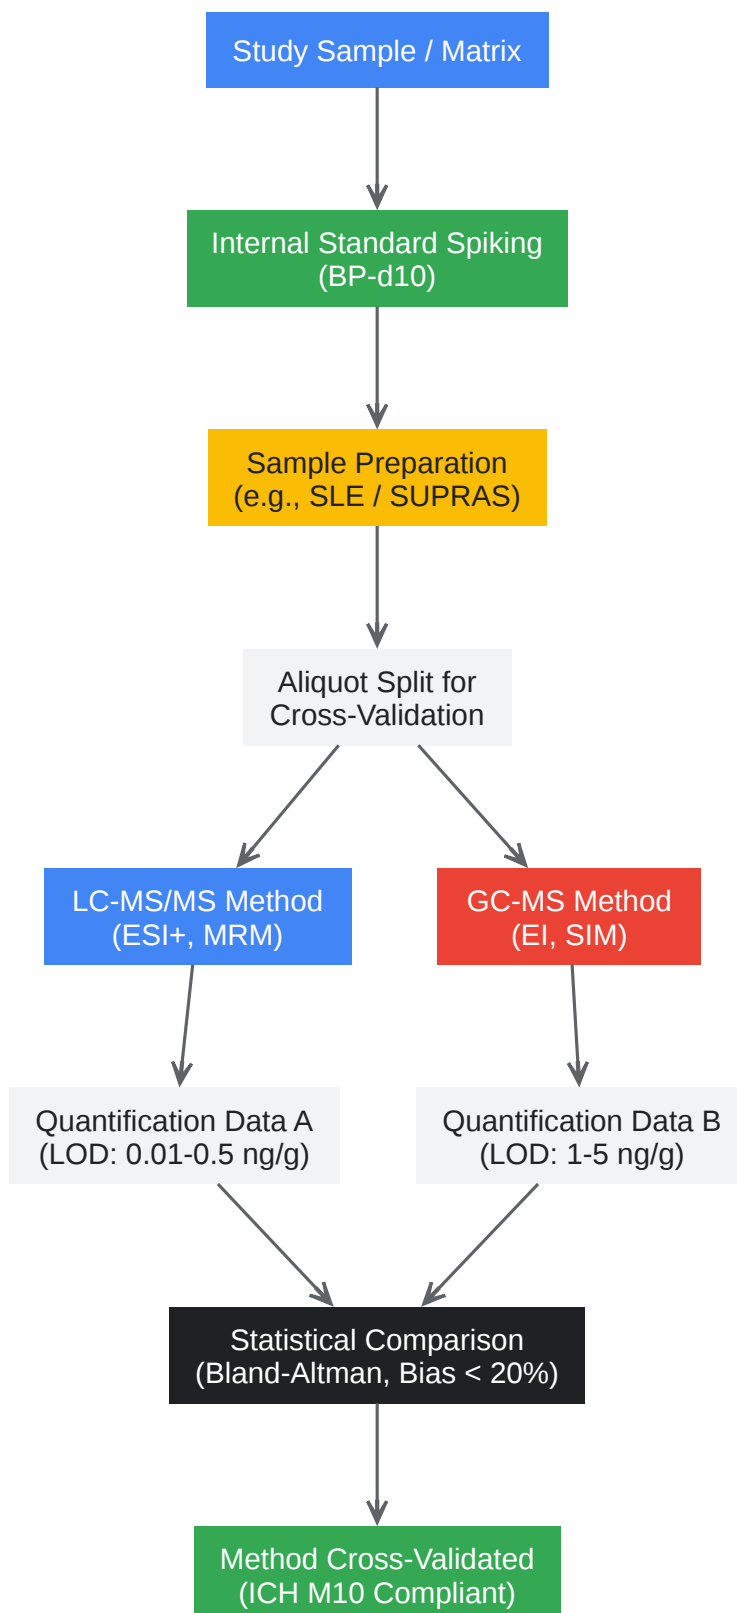 Study Sample / Matrix
Internal Standard Spiking
(BP-d10)
Sample Preparation
(e.g., SLE / SUPRAS)
Aliquot Split for
Cross-Validation
LC-MS/MS Method
(ESI+, MRM)
GC-MS Method
(EI, SIM)
Quantification Data A
(LOD: 0.01-0.5 ng/g)
Quantification Data B
(LOD: 1-5 ng/g)
Statistical Comparison
(Bland-Altman, Bias < 20%)
Method Cross-Validated
(ICH M10 Compliant)